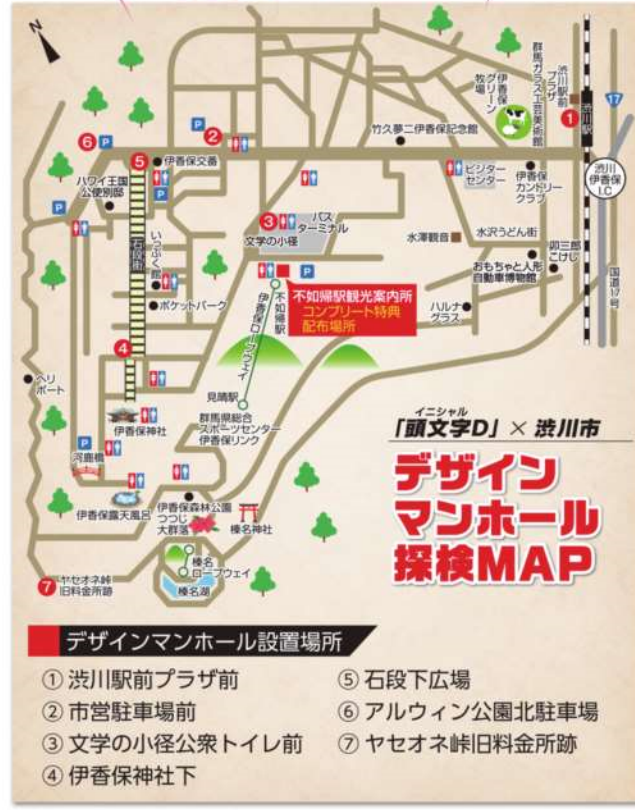 N
P
⑥
P
⑤
②
伊香保交番
ハワイ王国
公使別邸
P
P
石段街
いっぷく館
ポケットパーク
④
ヘリ
ポート
伊香保神社
P
河鹿橋
伊香保露天風呂
⑦
ヤセオネ峠
旧料金所跡
竹久夢二伊香保記念館
伊香保
グリーン
牧場
群馬ガラス工芸美術館
渋川駅前
プラザ
①
渋川駅
17
渋川
伊香保
I.C
国道17号
ビジター
センター
伊香保
カントリー
クラブ
③
バス
ターミナル
文学の小径
水澤観音
水沢うどん街
卯三郎
こけし
おもちゃと人形
自動車博物館
P
不如帰駅
伊香保ロープウェイ
不如帰駅観光案内所
コンプリート特典
配布場所
ハルナ
グラス
見晴駅
群馬県総合
スポーツセンター
伊香保リンク
伊香保森林公園
つつじ
大群落
榛名神社
榛名
ロープウェイ
榛名湖
イニシャル
「頭文字D」×渋川市
デザイン
マンホール
探検MAP
デザインマンホール設置場所
① 渋川駅前プラザ前
② 市営駐車場前
③ 文学の小径公衆トイレ前
④ 伊香保神社下
⑤ 石段下広場
⑥ アルウィン公園北駐車場
⑦ ヤセオネ峠旧料金所跡